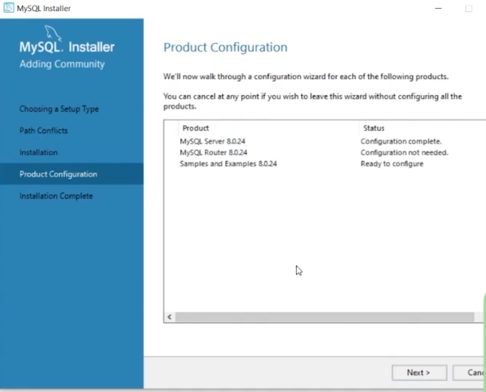 MySQL Installer
MySQL. Installer
Adding Community
Choosing a Setup Type
Path Conflicts
Installation
Product Configuration
Installation Complete
Product Configuration
We'll now walk through a configuration wizard for each of the following products.
You can cancel at any point if you wish to leave this wizard without configuring all the
products.
Product Status
MySQL Server 8.0.24 Configuration complete.
MySQL Router 8.0.24 Configuration not needed.
Samples and Examples 8.0.24 Ready to configure
Next >